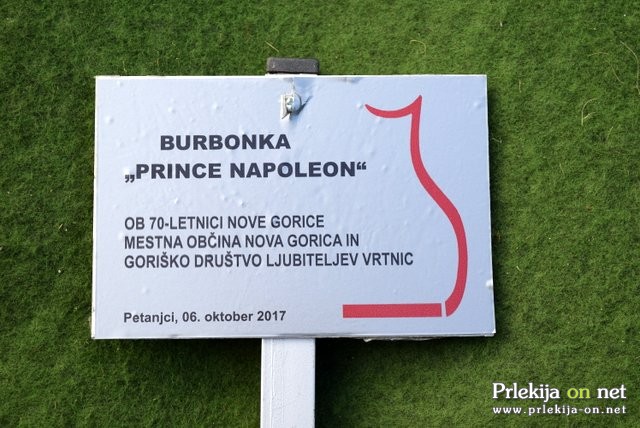 BURBONKA
„PRINCE NAPOLEON“
OB 70-LETNICI NOVE GORICE
MESTNA OBČINA NOVA GORICA IN
GORIŠKO DRUŠTVO LJUBITELJEV VRTNIC
Petanjci, 06. oktober 2017
Prlekija on net
www.prlekija-on.net